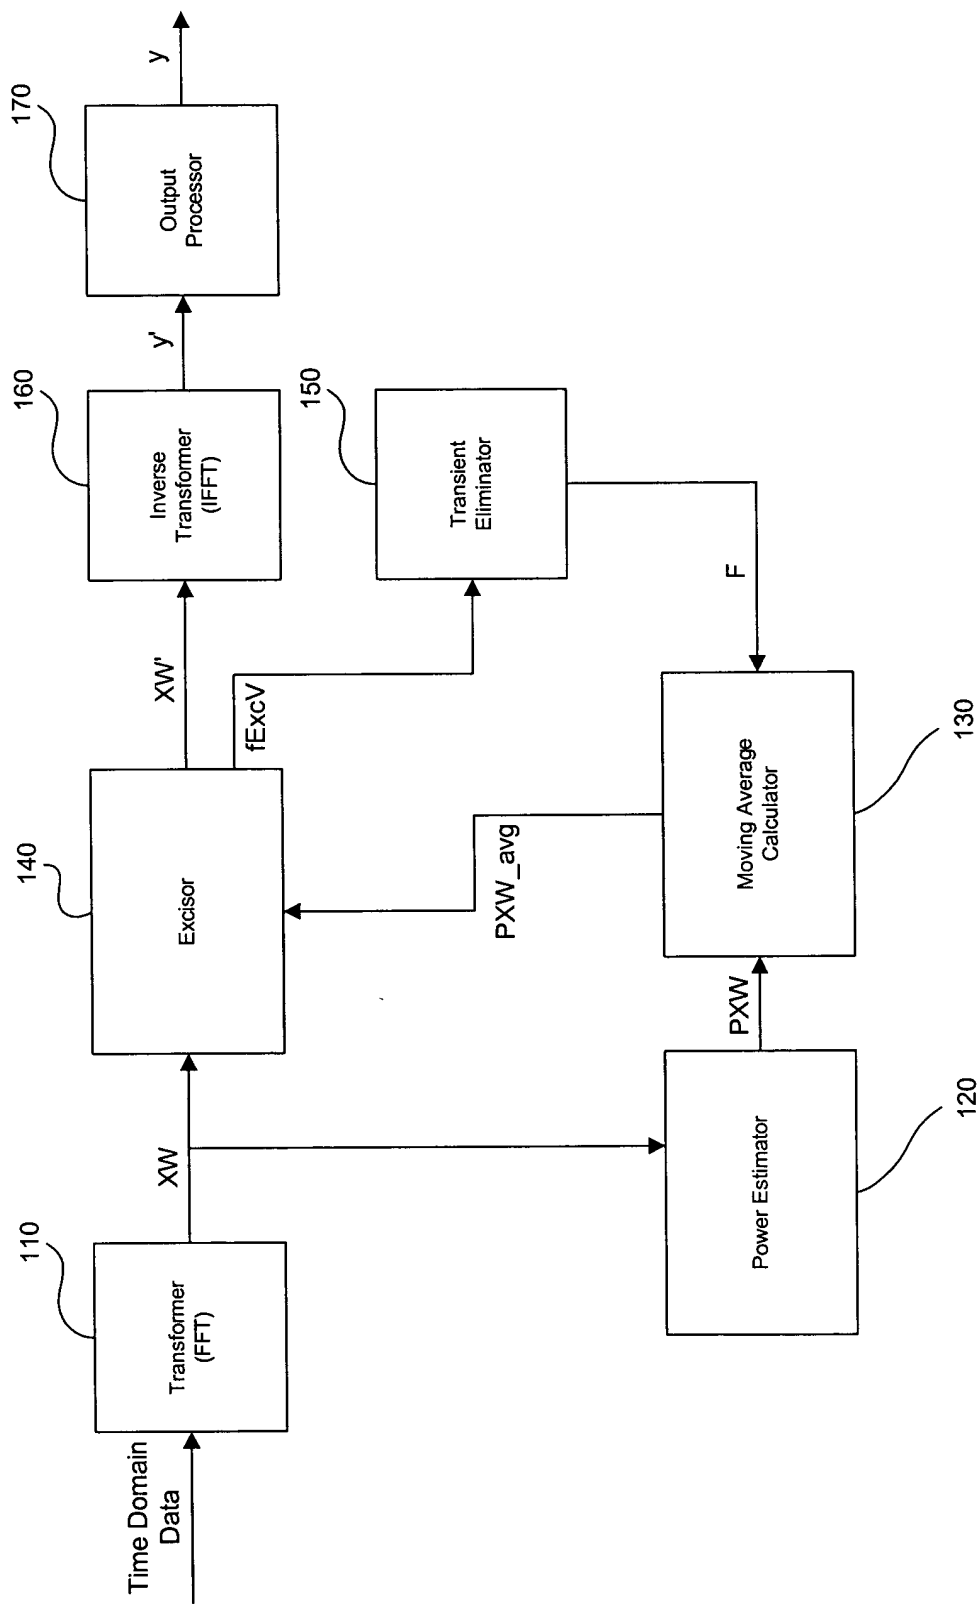 Time Domain
Data
110
Transformer
(FFT)
XW
140
Excisor
XW'
fExcV
160
Inverse
Transformer
(IFFT)
y'
170
Output
Processor
y
150
Transient
Eliminator
F
PXW_avg
120
Power Estimator
PXW
130
Moving Average
Calculator